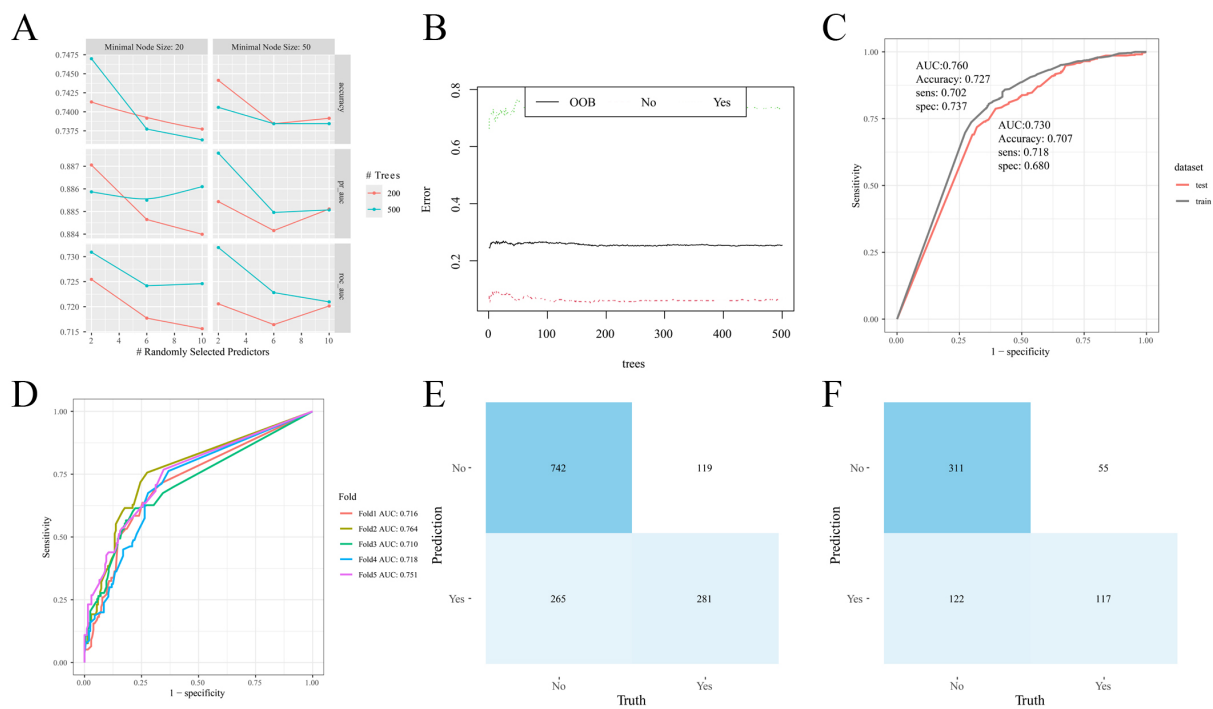 A
Minimal Node Size: 20
Minimal Node Size: 50
0.7475
0.7450
0.7425
0.7400
0.7375
accuracy
0.887
0.886
0.885
0.884
pr_auc
0.730
0.725
0.720
0.715
roc_auc
2
4
6
8
10
2
4
6
8
10
# Randomly Selected Predictors
# Trees
200
500
B
0.8
0.6
0.4
0.2
Error
OOB
No
Yes
0
100
200
300
400
500
trees
C
1.00
0.75
0.50
0.25
0.00
Sensitivity
AUC:0.760
Accuracy: 0.727
sens: 0.702
spec: 0.737
AUC:0.730
Accuracy: 0.707
sens: 0.718
spec: 0.680
0.00
0.25
0.50
0.75
1.00
1 − specificity
dataset
test
train
D
1.00
0.75
0.50
0.25
0.00
Sensitivity
0.00
0.25
0.50
0.75
1.00
1 − specificity
Fold
Fold1 AUC: 0.716
Fold2 AUC: 0.764
Fold3 AUC: 0.710
Fold4 AUC: 0.718
Fold5 AUC: 0.751
E
Prediction
No
742
119
Yes
265
281
No
Yes
Truth
F
Prediction
No
311
55
Yes
122
117
No
Yes
Truth